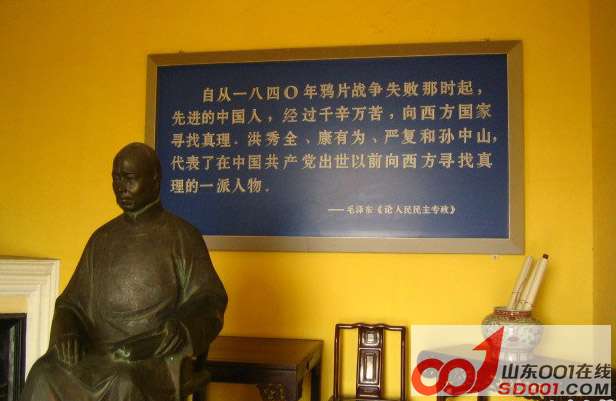 自从一八四〇年鸦片战争失败那时起，
先进的中国人，经过千辛万苦，向西方国家
寻找真理。洪秀全、康有为、严复和孙中山，
代表了在中国共产党出世以前向西方寻找真
理的一派人物。
——毛泽东《论人民民主专政》
001 山东001在线
SD001.COM